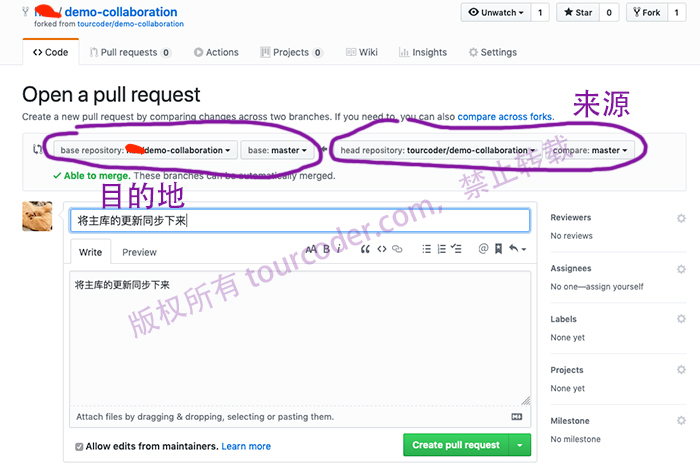 / demo-collaboration
forked from tourcoder/demo-collaboration
Unwatch 1 Star 0 Fork 1
Code Pull requests 0 Actions Projects 0 Wiki Insights Settings
Open a pull request
来源
Create a new pull request by comparing changes across two branches. If you need to, you can also compare across forks.
base repository: /demo-collaboration base: master head repository: tourcoder/demo-collaboration compare: master
Able to merge. These branches can be automatically merged.
目的地
将主库的更新同步下来
Write Preview
AA B i
将主库的更新同步下来
版权所有 tourcoder.com，禁止转载
Attach files by dragging & dropping, selecting or pasting them.
Allow edits from maintainers. Learn more
Create pull request
Reviewers
No reviews
Assignees
No one—assign yourself
Labels
None yet
Projects
None yet
Milestone
No milestone